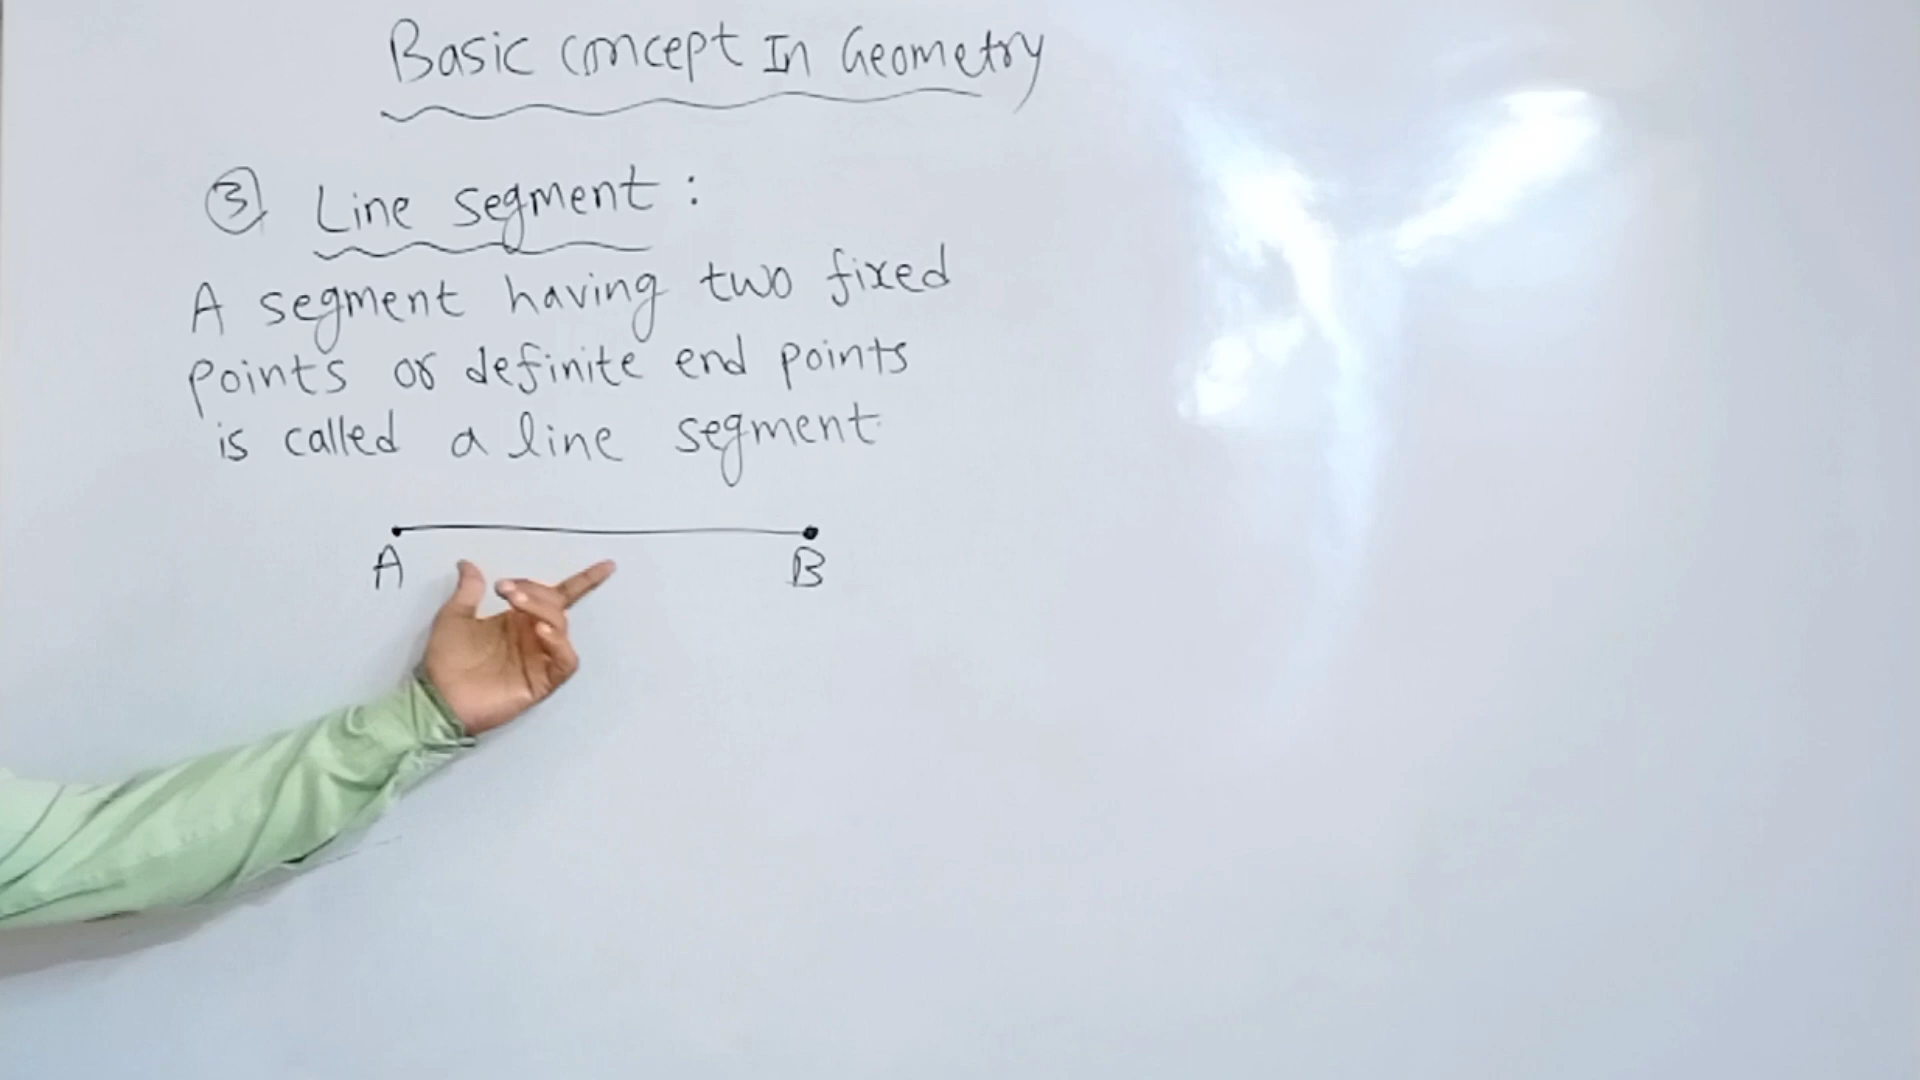 Basic concept In Geometry
③ Line segment :
A segment having two fixed
points or definite end points
is called a line segment
A B